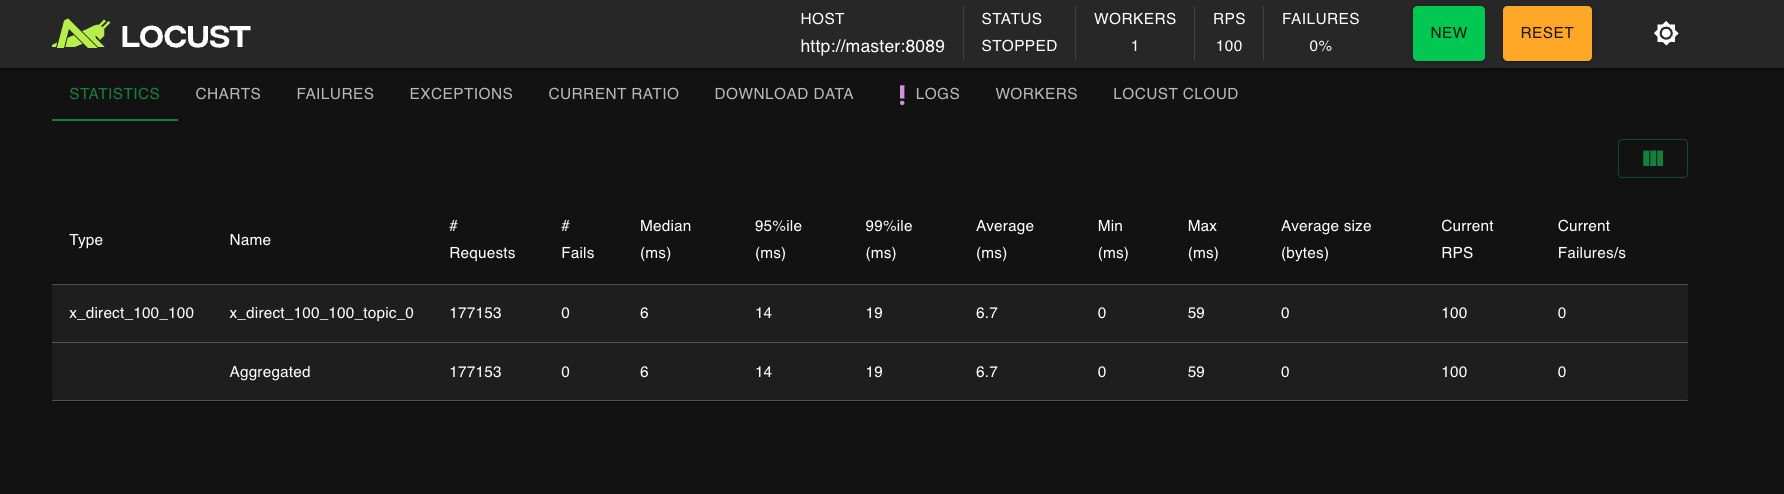 LOCUST
HOST STATUS WORKERS RPS FAILURES
http://master:8089 STOPPED 1 100 0%
NEW RESET
STATISTICS CHARTS FAILURES EXCEPTIONS CURRENT RATIO DOWNLOAD DATA ❗ LOGS WORKERS LOCUST CLOUD
Type Name # Requests # Fails Median (ms) 95%ile (ms) 99%ile (ms) Average (ms) Min (ms) Max (ms) Average size (bytes) Current RPS Current Failures/s
x_direct_100_100 x_direct_100_100_topic_0 177153 0 6 14 19 6.7 0 59 0 100 0
Aggregated 177153 0 6 14 19 6.7 0 59 0 100 0